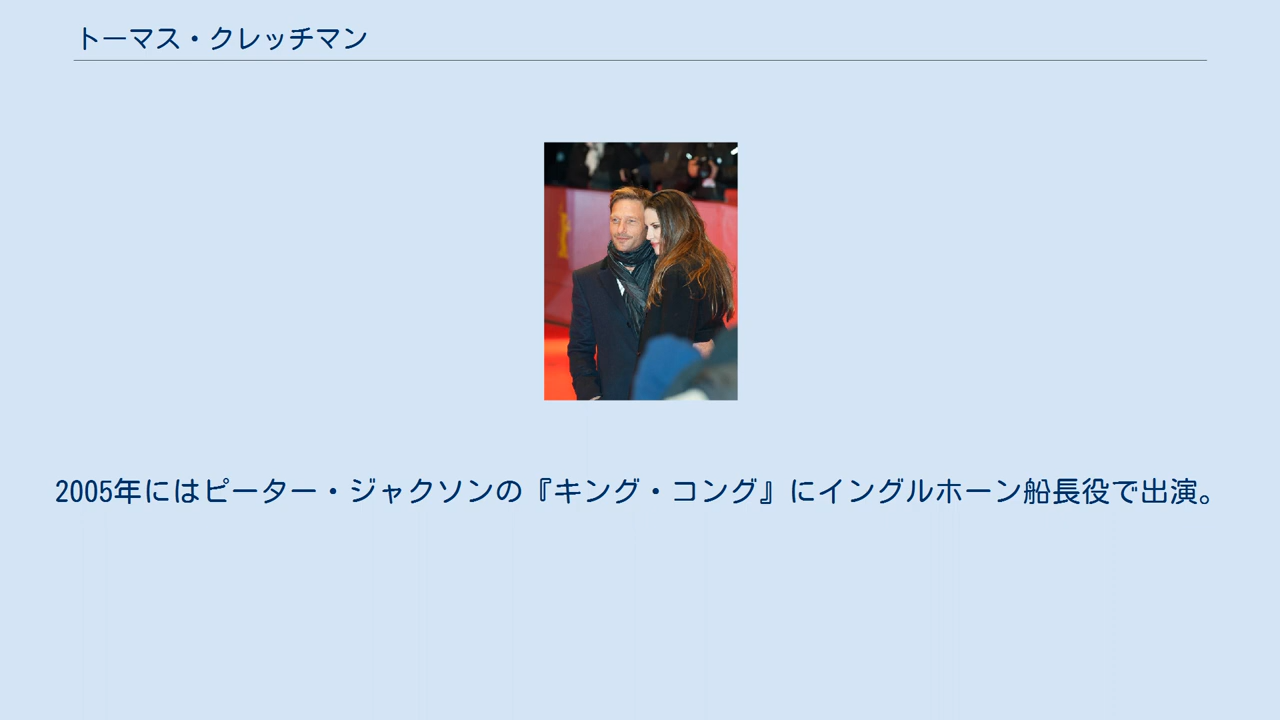 トーマス・クレッチマン
2005年にはピーター・ジャクソンの『キング・コング』にイングルホーン船長役で出演。